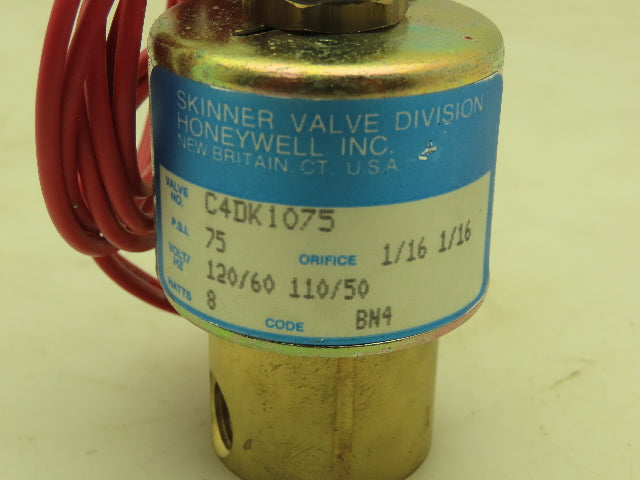 SKINNER VALVE DIVISION
HONEYWELL INC.
NEW BRITAIN, CT. U.S.A.
VALVE NO. C4DK1075
P.S.I. 75 ORIFICE 1/16 1/16
VOLT/HZ 120/60 110/50
WATTS 8 CODE BN4